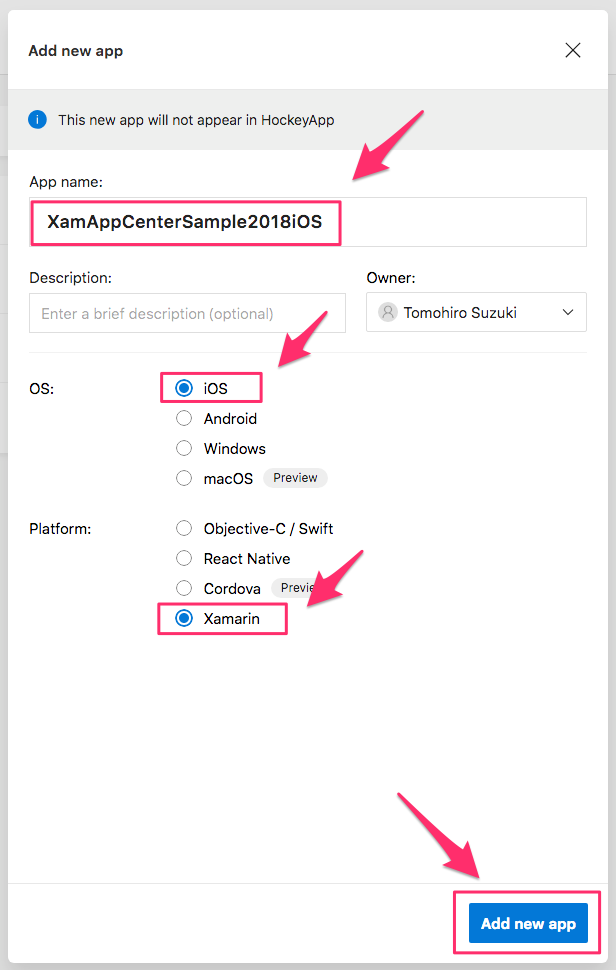 Add new app
This new app will not appear in HockeyApp
App name:
XamAppCenterSample2018iOS
Description:
Owner:
Enter a brief description (optional)
Tomohiro Suzuki
OS:
iOS
Android
Windows
macOS Preview
Platform:
Objective-C / Swift
React Native
Cordova
Xamarin
Add new app